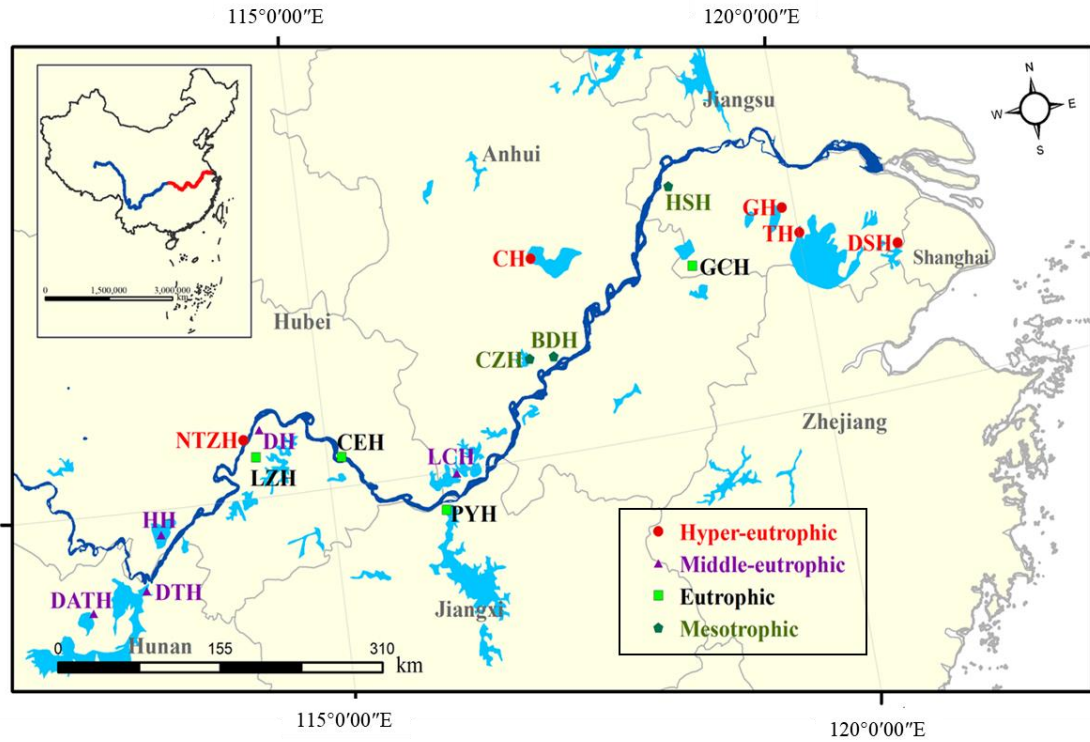 115°0′00″E
120°0′00″E
N
W
E
S
Jiangsu
Anhui
HSH
GH
TH
DSH
Shanghai
CH
GCH
0
1,500,000
3,000,000
km
Hubei
BDH
CZH
Zhejiang
NTZH
DH
CEH
LCH
LZH
PYH
HH
Hyper-eutrophic
Middle-eutrophic
DTH
DATH
Eutrophic
Jiangxi
Mesotrophic
Hunan
0
155
310
km
115°0′00″E
120°0′00″E